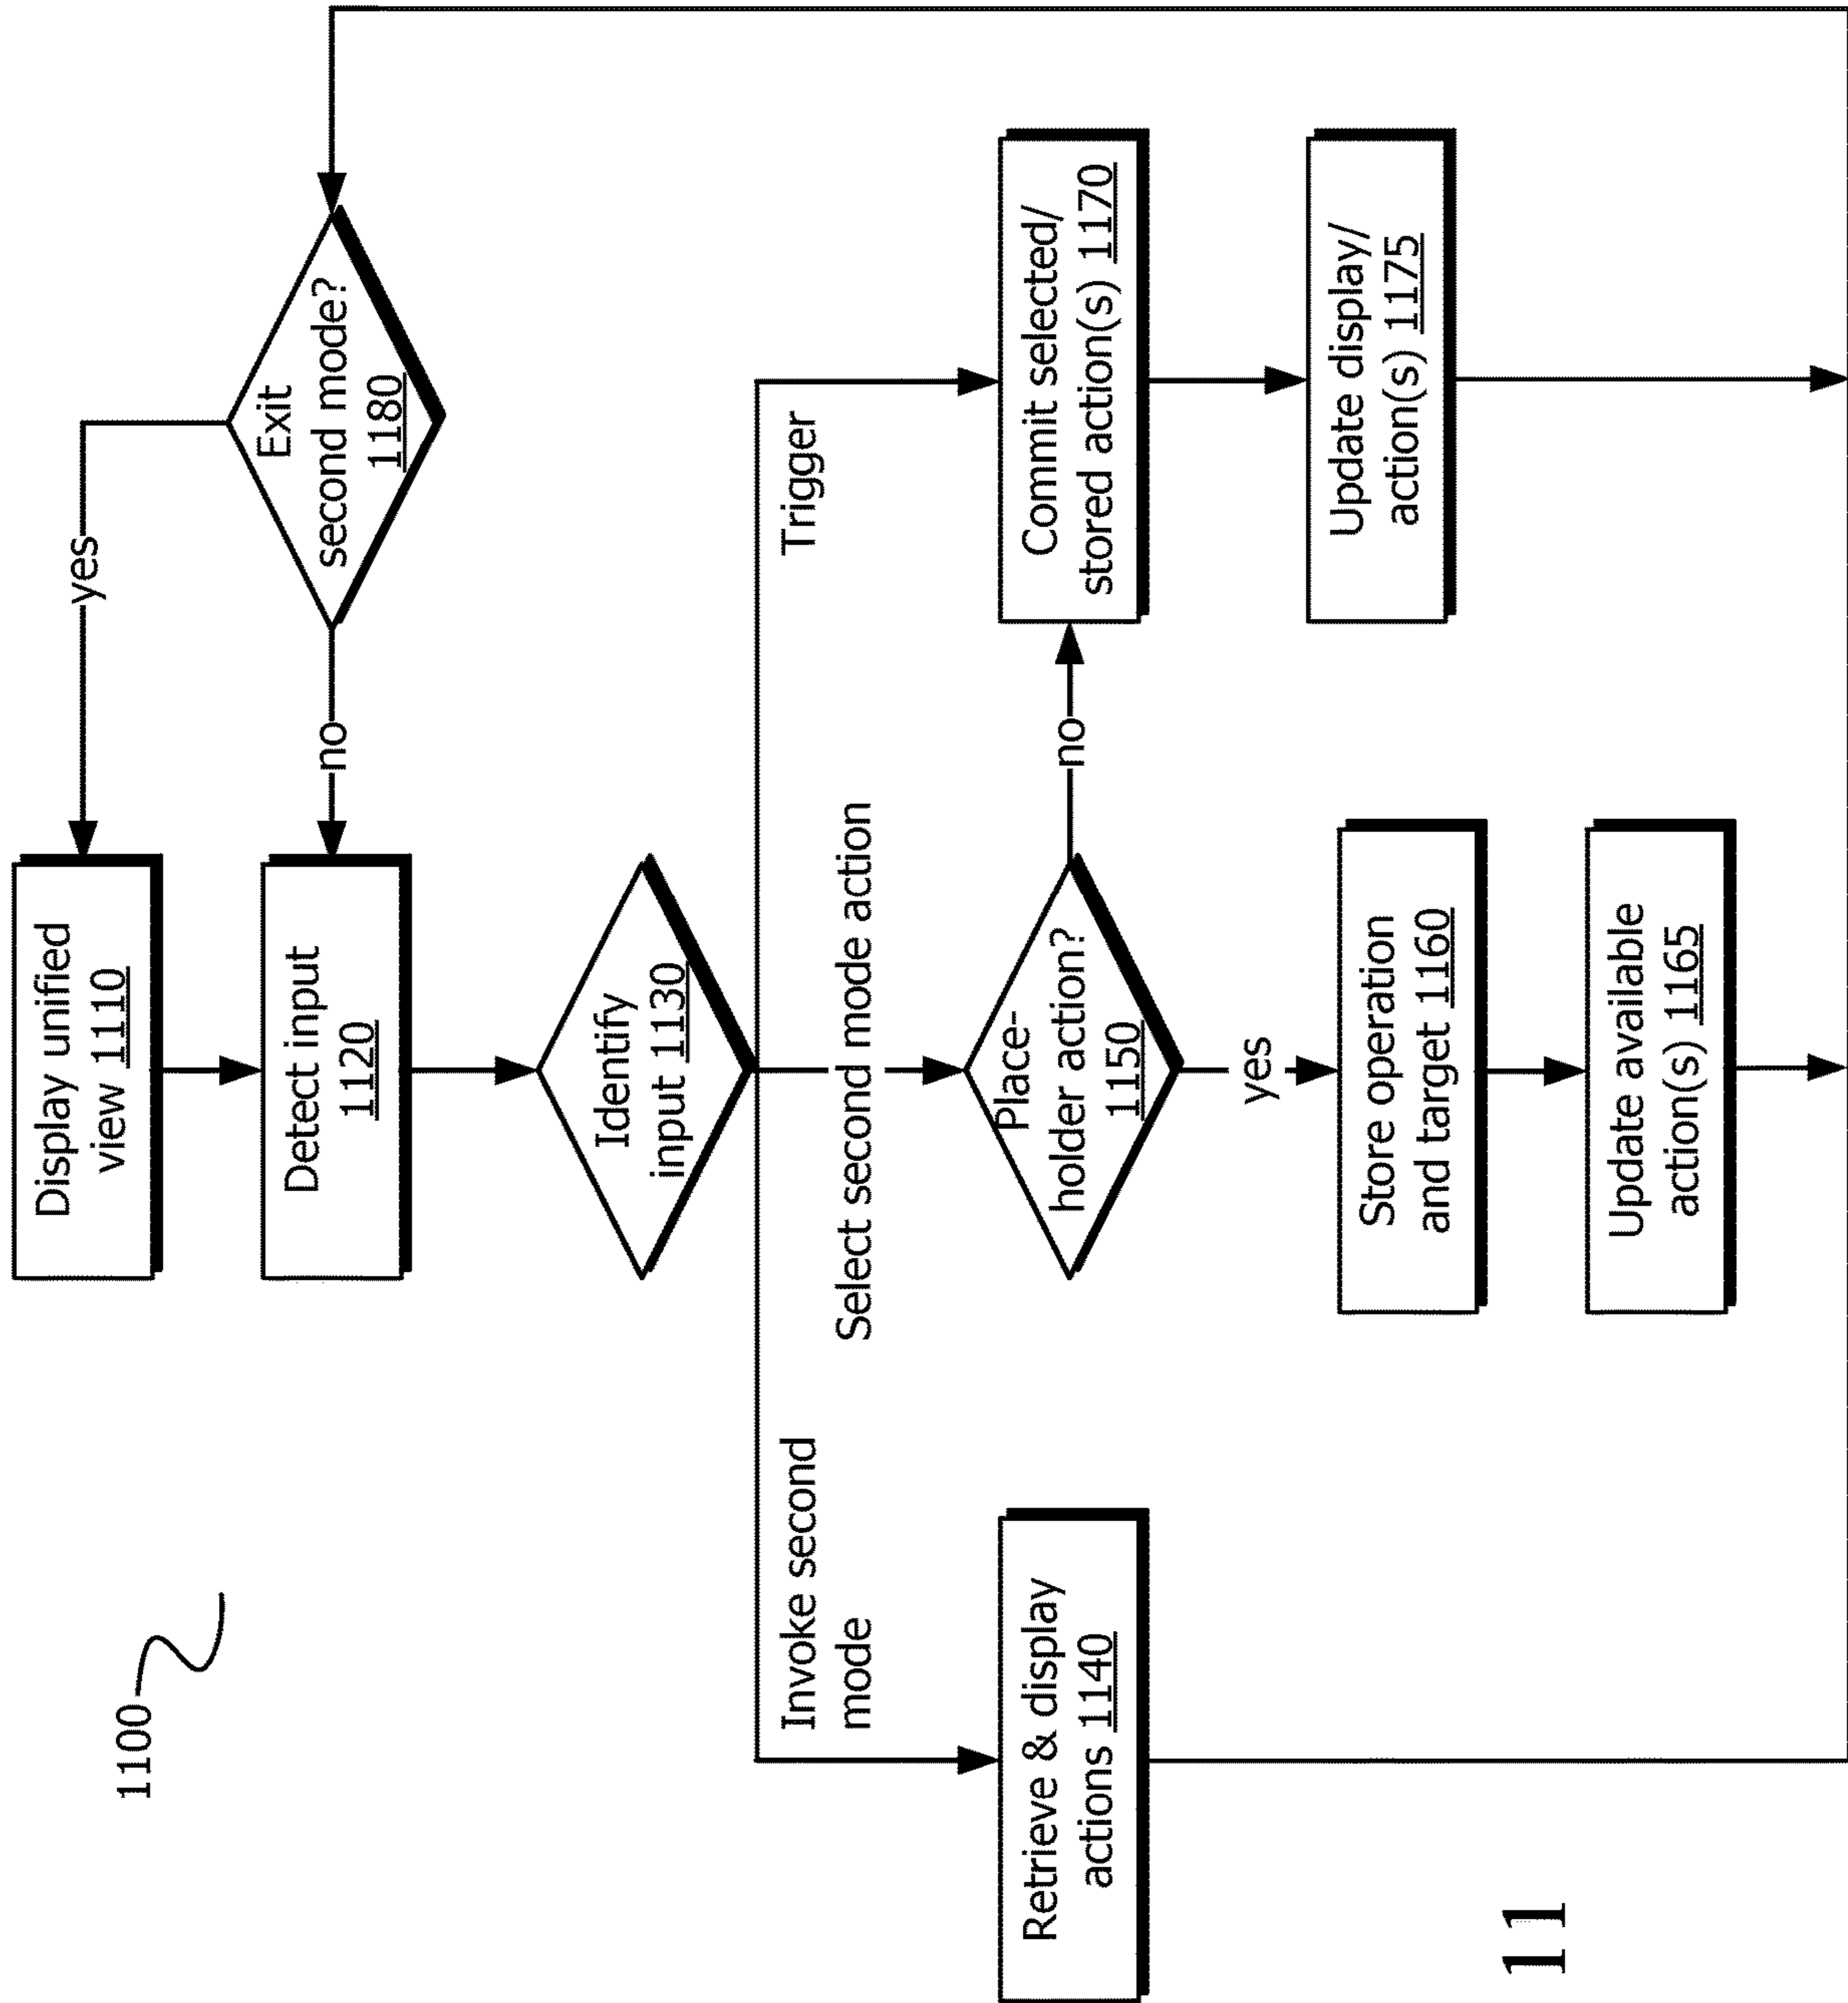 1100
Display unified
view 1110
Detect input
1120
Identify
input 1130
yes
no
Exit
second mode?
1180
Invoke second
mode
Select second mode action
Trigger
Retrieve & display
actions 1140
Place-
holder action?
1150
no
yes
Commit selected/
stored action(s) 1170
Store operation
and target 1160
Update display/
action(s) 1175
Update available
action(s) 1165
11